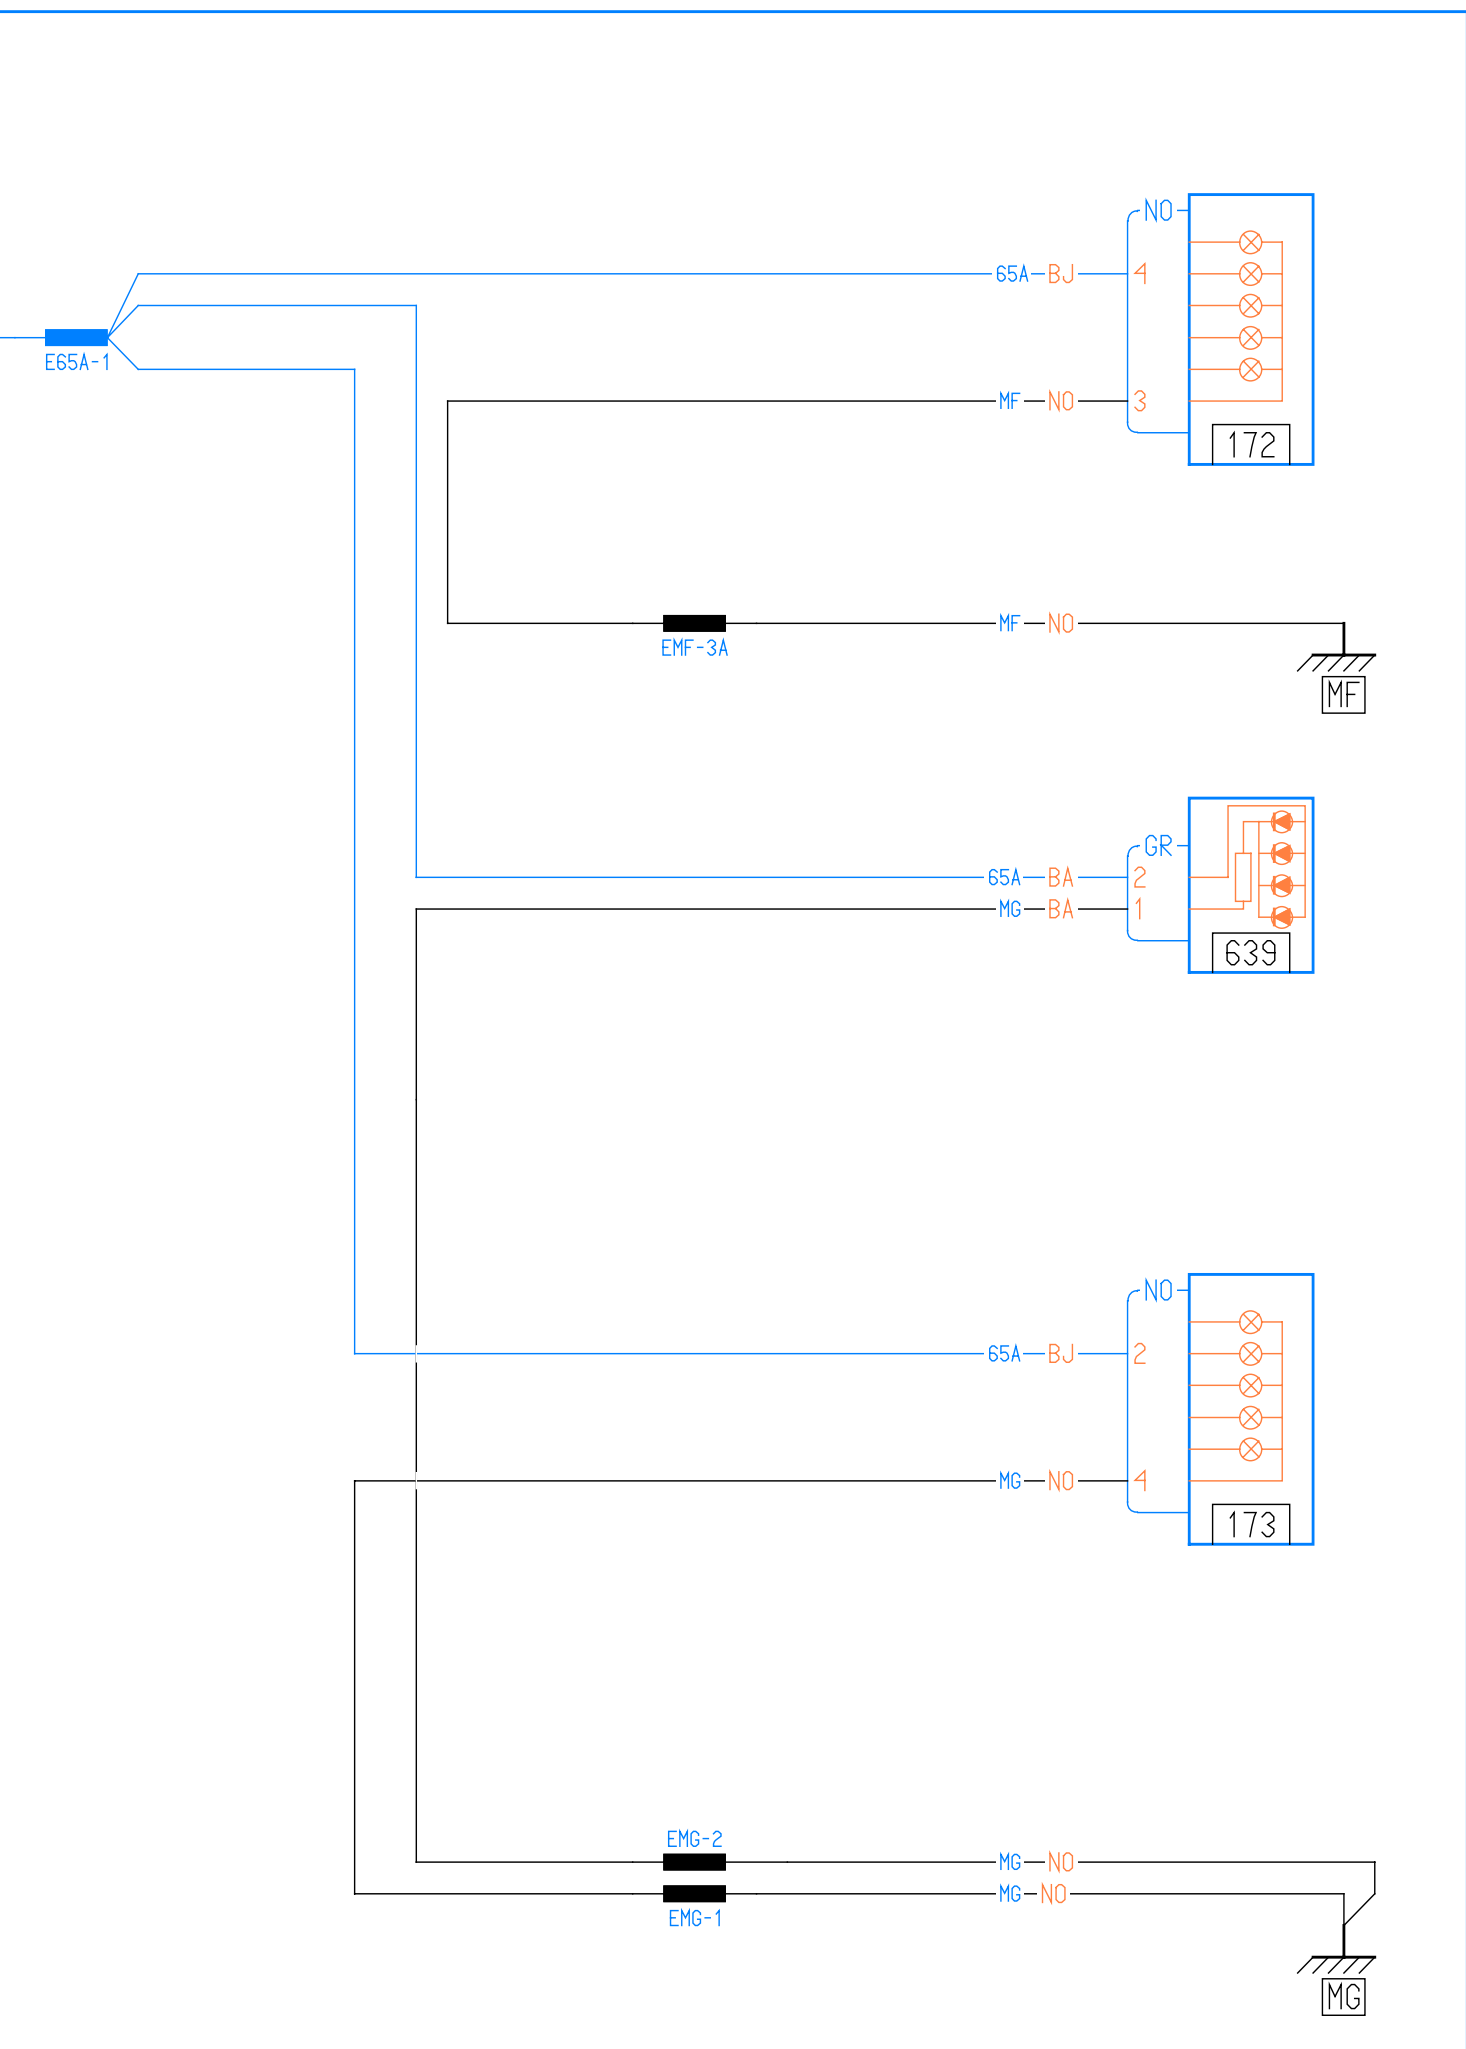 NO
65A BJ 4
E65A-1
MF NO 3
172
MF NO
EMF-3A
MF
GR
65A BA 2
MG BA 1
639
NO
65A BJ 2
MG NO 4
173
EMG-2
MG NO
MG NO
EMG-1
MG